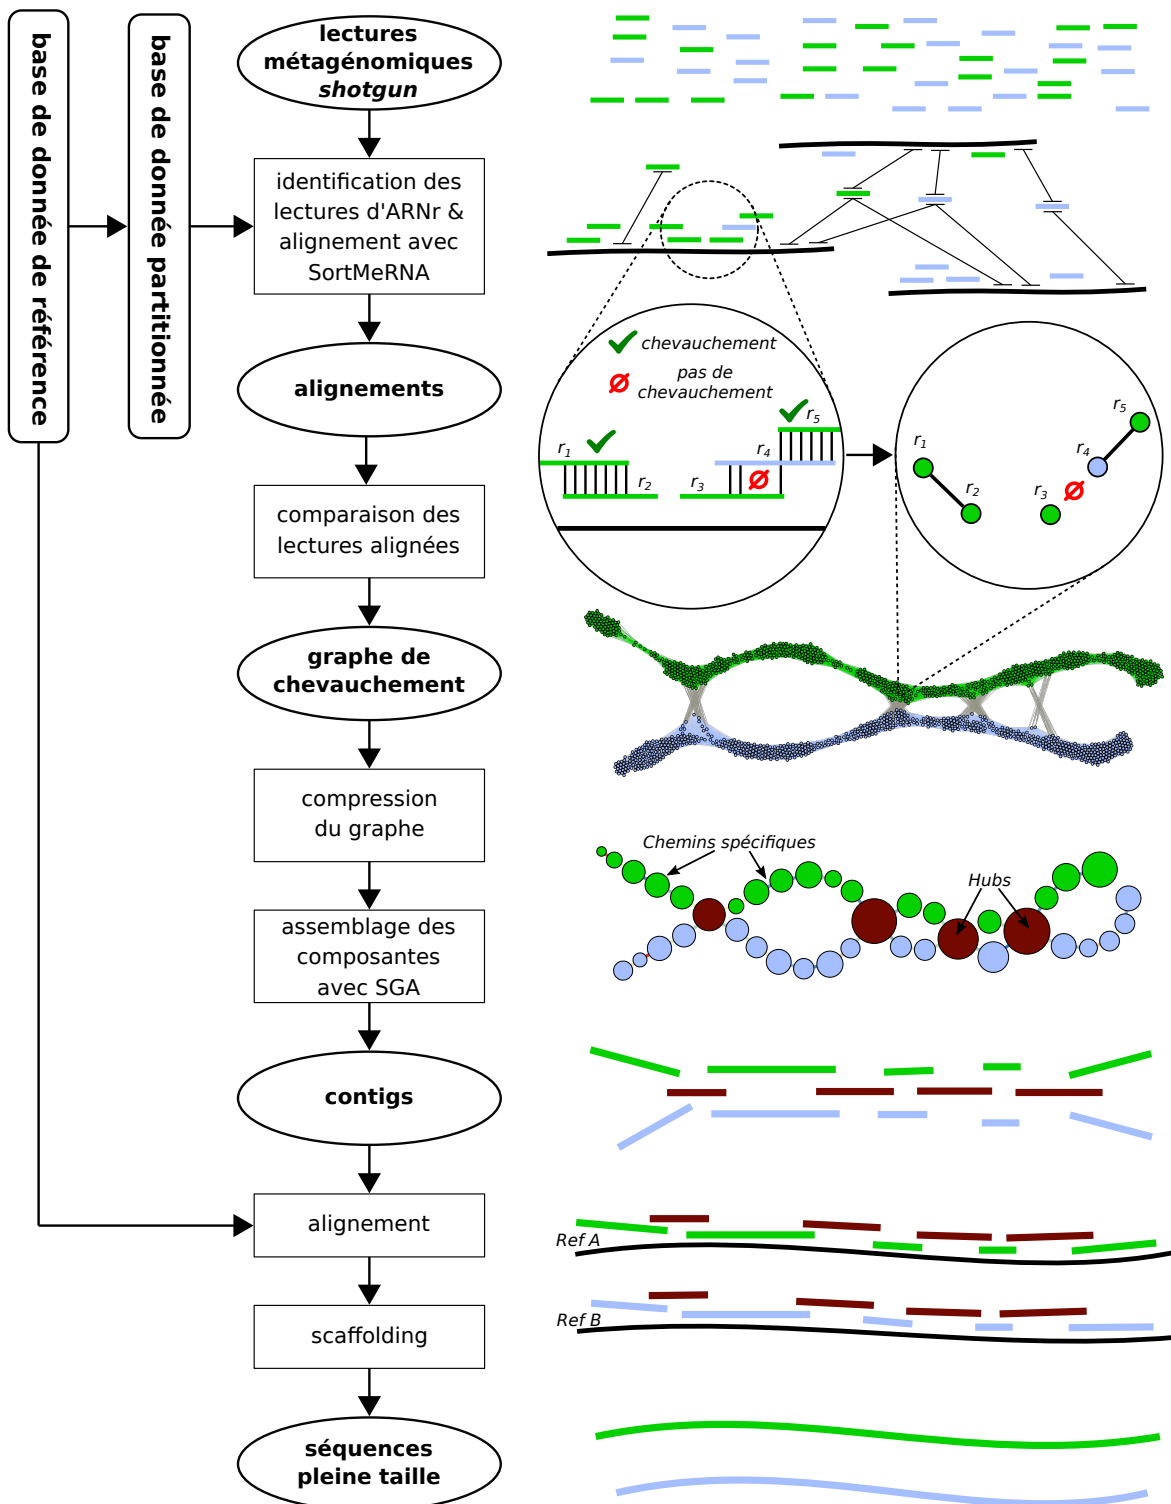 base de donnée de référence
base de donnée partitionnée
lectures
métagénomiques
shotgun
identification des
lectures d'ARNr &
alignement avec
SortMeRNA
alignements
comparaison des
lectures alignées
graphe de
chevauchement
compression
du graphe
assemblage des
composantes
avec SGA
contigs
alignement
scaffolding
séquences
pleine taille
chevauchement
pas de
chevauchement
r1
r2
r3
r4
r5
r1
r2
r3
r4
r5
Chemins spécifiques
Hubs
Ref A
Ref B